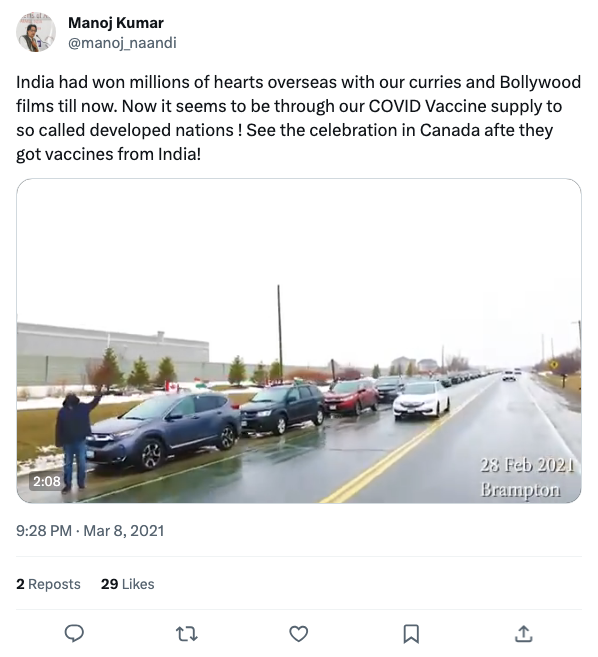 Manoj Kumar
@manoj_naandi
India had won millions of hearts overseas with our curries and Bollywood
films till now. Now it seems to be through our COVID Vaccine supply to
so called developed nations ! See the celebration in Canada afte they
got vaccines from India!
28 Feb 2021
Brampton
2:08
9:28 PM · Mar 8, 2021
2 Reposts 29 Likes